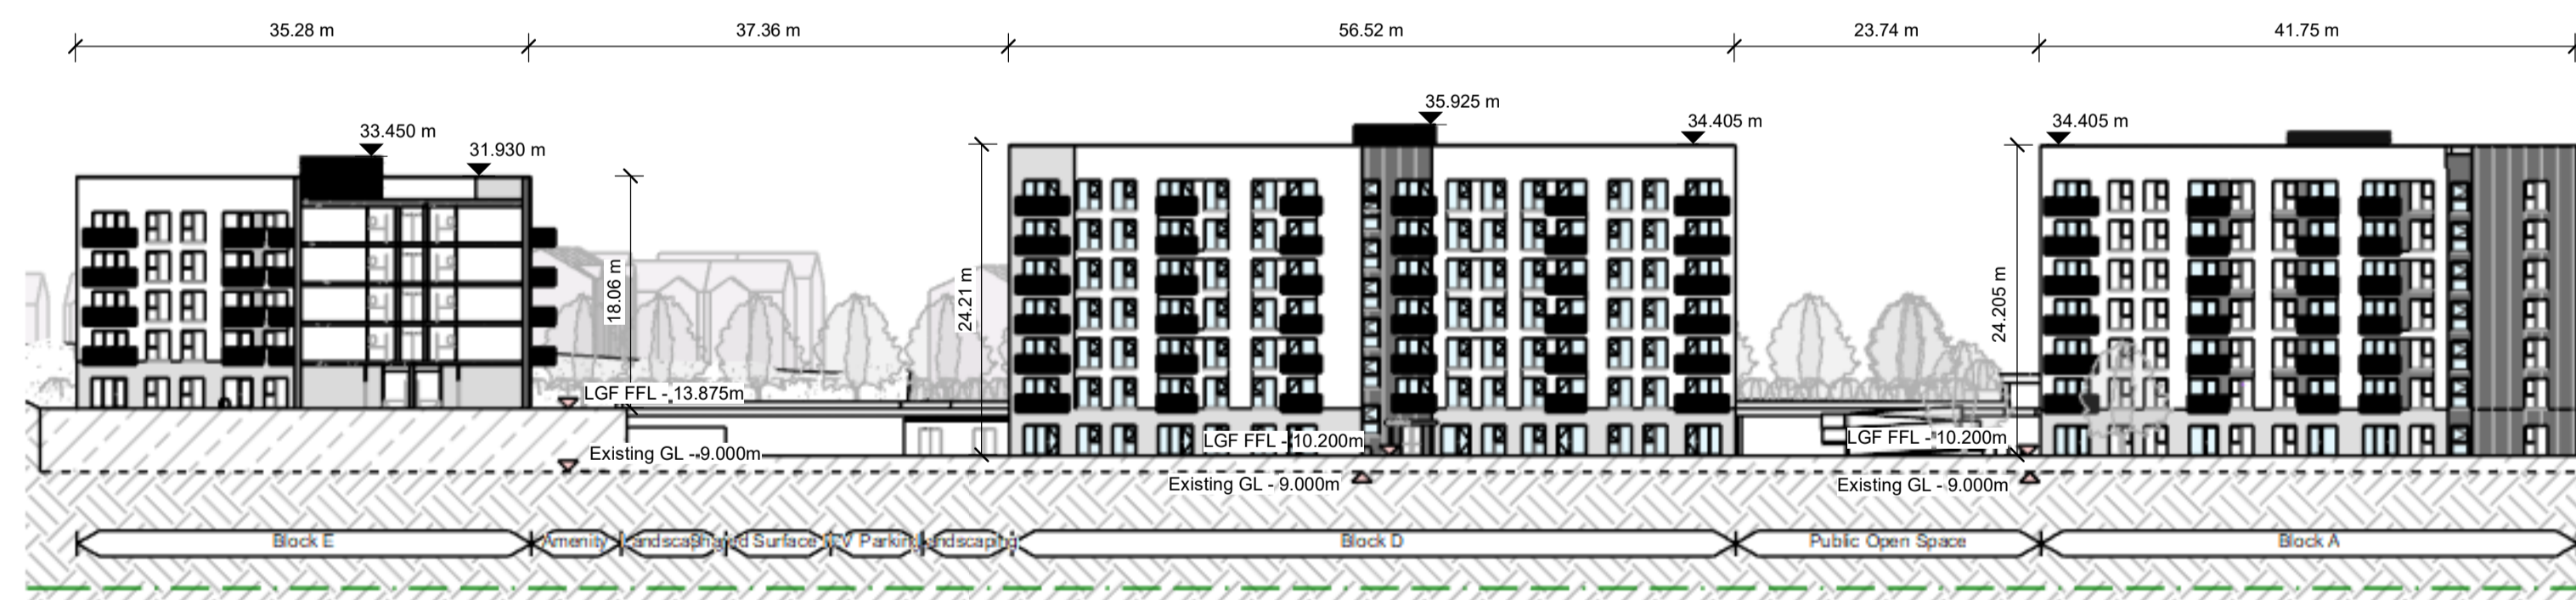 35.28 m
37.36 m
56.52 m
23.74 m
41.75 m
33.450 m
31.930 m
35.925 m
34.405 m
34.405 m
18.06 m
24.21 m
24.205 m
LGF FFL - 13.875m
LGF FFL - 10.200m
LGF FFL - 10.200m
Existing GL - 9.000m
Existing GL - 9.000m
Existing GL - 9.000m
Block E
Amenity
Surface
Block D
Public Open Space
Block A